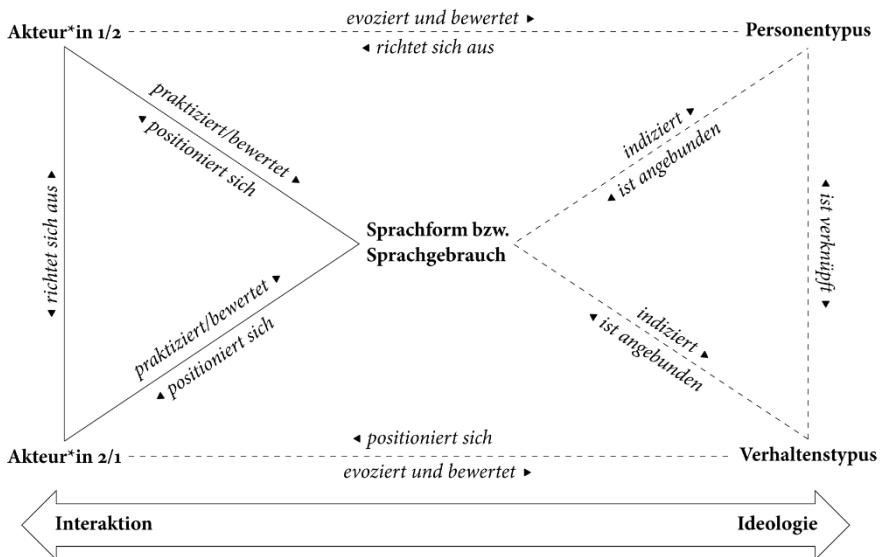 evoziert und bewertet ►
Akteur*in 1/2
Personentypus
◄ richtet sich aus
praktiziert/bewertet ►
◄ positioniert sich
indiziert ►
◄ ist angebunden
◄ richtet sich aus ►
Sprachform bzw.
Sprachgebrauch
◄ ist verknüpft ►
praktiziert/bewertet ►
◄ positioniert sich
indiziert ►
◄ ist angebunden
◄ positioniert sich
Akteur*in 2/1
Verhaltenstypus
evoziert und bewertet ►
Interaktion
Ideologie